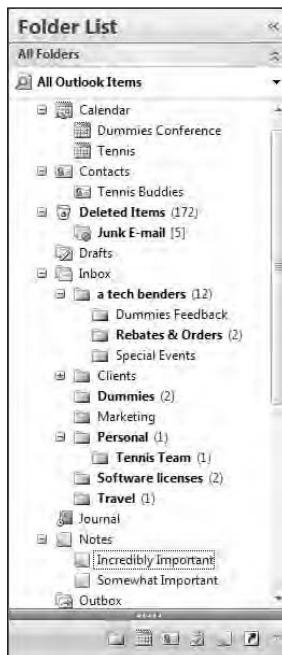 Folder List
All Folders
All Outlook Items
Calendar
Dummies Conference
Tennis
Contacts
Tennis Buddies
Deleted Items (172)
Junk E-mail [5]
Drafts
Inbox
a tech benders (12)
Dummies Feedback
Rebates & Orders (2)
Special Events
Clients
Dummies (2)
Marketing
Personal (1)
Tennis Team (1)
Software licenses (2)
Travel (1)
Journal
Notes
Incredibly Important
Somewhat Important
Outbox